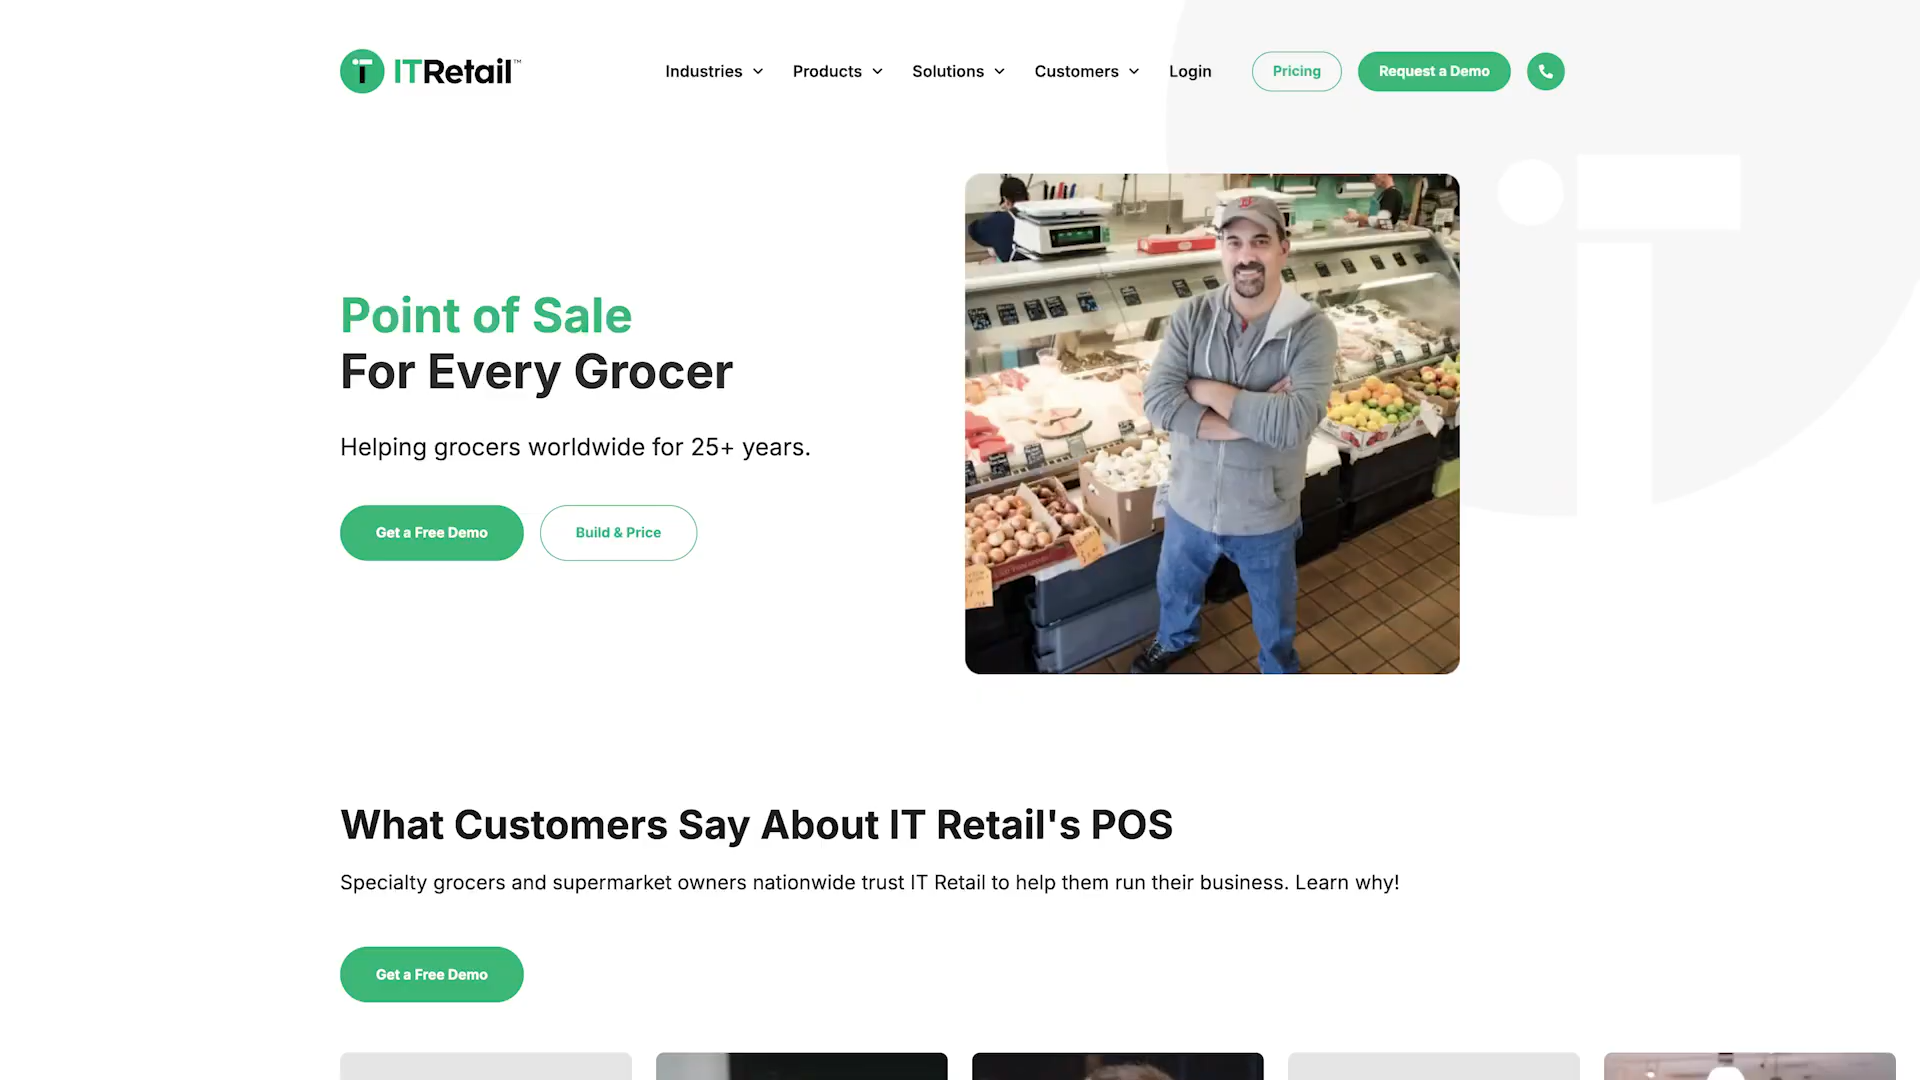 ITRetail™
Industries
Products
Solutions
Customers
Login
Pricing
Request a Demo
Point of Sale
For Every Grocer
Helping grocers worldwide for 25+ years.
Get a Free Demo
Build & Price
What Customers Say About IT Retail's POS
Specialty grocers and supermarket owners nationwide trust IT Retail to help them run their business. Learn why!
Get a Free Demo